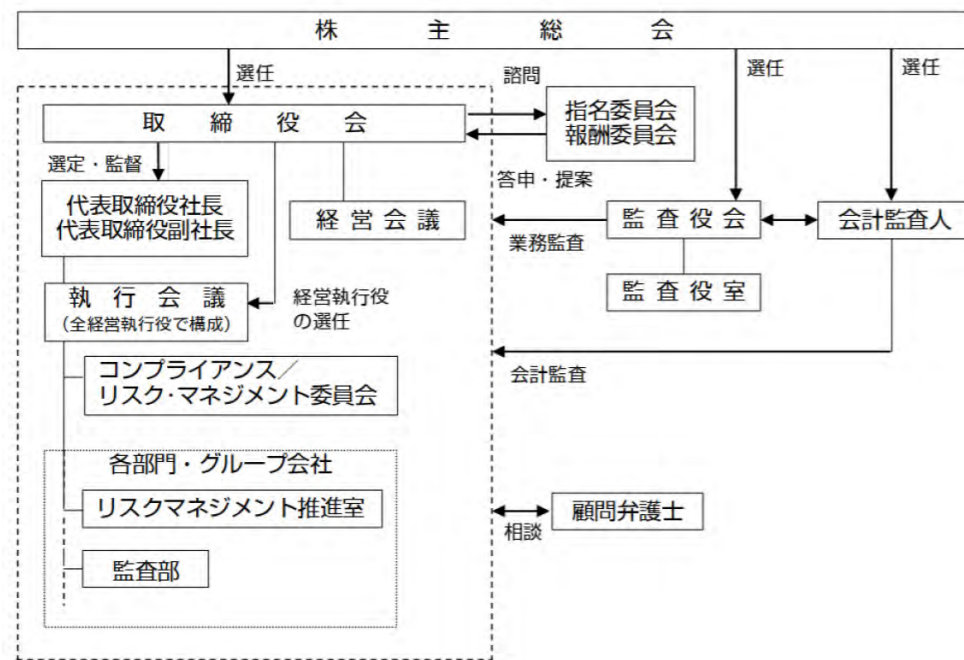 株主総会
選任
選任
選任
諮問
取締役会
指名委員会
報酬委員会
選定・監督
答申・提案
代表取締役社長
代表取締役副社長
経営会議
監査役会
会計監査人
業務監査
執行会議
(全経営執行役で構成)
経営執行役
の選任
監査役室
コンプライアンス／
リスク・マネジメント委員会
会計監査
各部門・グループ会社
リスクマネジメント推進室
顧問弁護士
相談
監査部